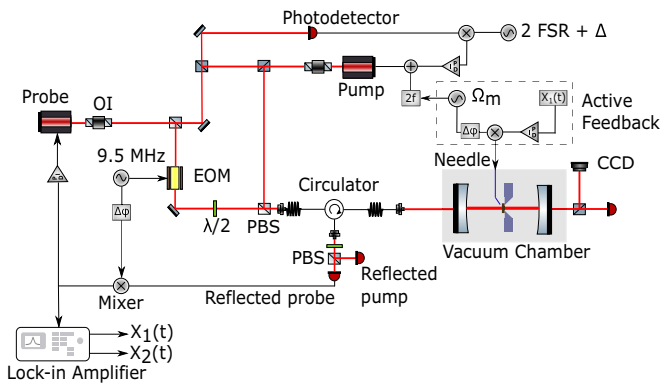 Photodetector
2 FSR + Δ
Probe
OI
Pump
P
I
D
2f
Ωm
X₁(t)
Active
Feedback
Δφ
P
I
D
Needle
CCD
9.5 MHz
EOM
Circulator
Δφ
λ/2
PBS
Vacuum Chamber
PBS
Reflected
pump
Mixer
Reflected probe
X₁(t)
X₂(t)
Lock-in Amplifier